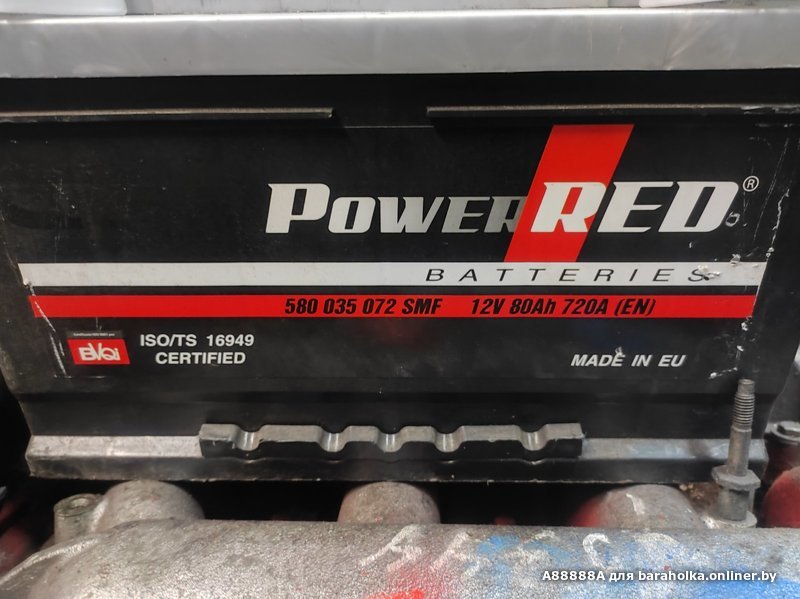 POWERRED®
BATTERIES
580 035 072 SMF 12V 80Ah 720A (EN)
BVQi
ISO/TS 16949
CERTIFIED
MADE IN EU
A88888A для baraholka.onliner.by